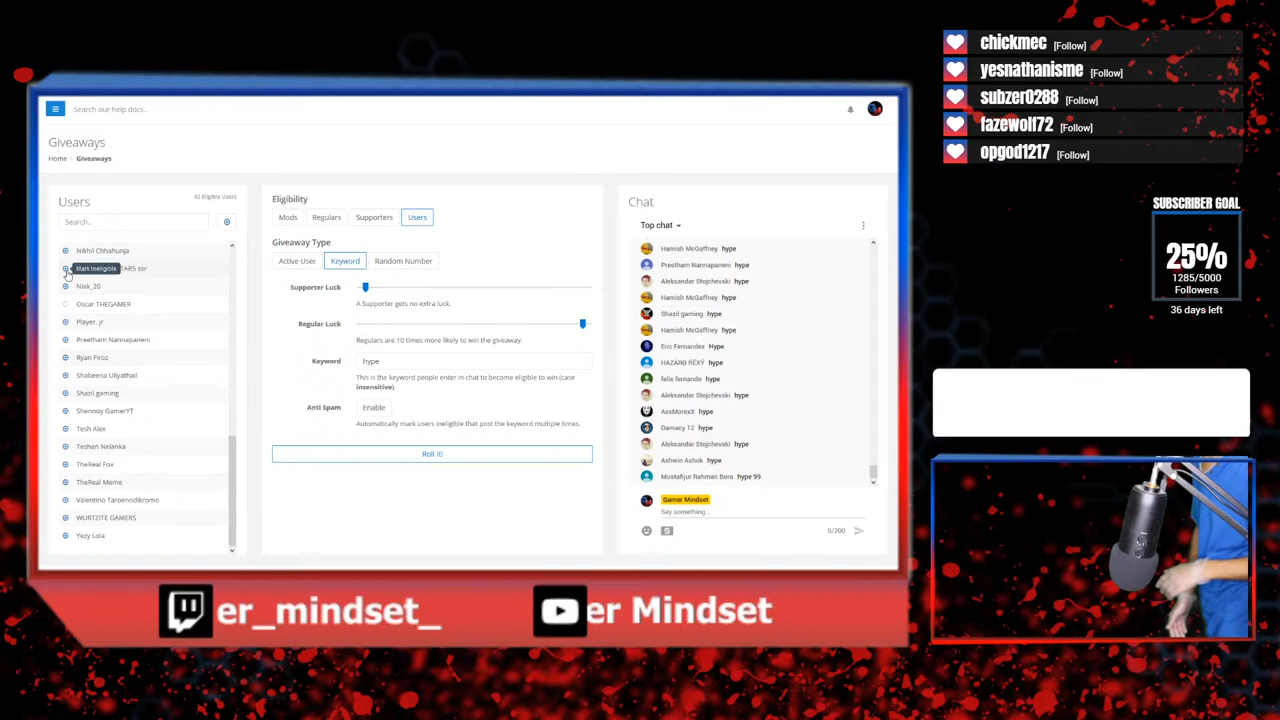 chickmec [Follow]
yesnathanisme [Follow]
subzer0288 [Follow]
fazewolf72 [Follow]
opgod1217 [Follow]
SUBSCRIBER GOAL
25%
1285/5000
Followers
36 days left
Search our help docs..
Giveaways
Home / Giveaways
Users
42 Eligible Users
Search..
Nikhil Chhahunja
Mark Ineligible TARS ssr
Nixk_20
Oscar THEGAMER
Player. jr
Preetham Nannapaneni
Ryan Firoz
Shabeena Uliyathail
Shazil gaming
Shennoy GamerYT
Tesh Alex
Teshan Nelanka
TheReal Fox
TheReal Meme
Valentino Taroenodikromo
WURTZITE GAMERS
Yezy Lola
Eligibility
Mods Regulars Supporters Users
Giveaway Type
Active User Keyword Random Number
Supporter Luck
A Supporter gets no extra luck.
Regular Luck
Regulars are 10 times more likely to win the giveaway.
Keyword hype
This is the keyword people enter in chat to become eligible to win (case
insensitive).
Anti Spam Enable
Automatically mark users ineligible that post the keyword multiple times.
Roll It!
Chat
Top chat
Hamish McGaffney hype
Preetham Nannapaneni hype
Aleksandar Stojchevski hype
Hamish McGaffney hype
Shazil gaming hype
Hamish McGaffney hype
Eric Fernandez Hype
HAZÄRD ŘËXÝ hype
felix fernando hype
Aleksandar Stojchevski hype
AsxMorexX hype
Damacy 12 hype
Aleksandar Stojchevski hype
Ashwin Ashok hype
Mustafijur Rahman Bora hype 99
Gamer Mindset
Say something...
0/200
er_mindset_
er Mindset